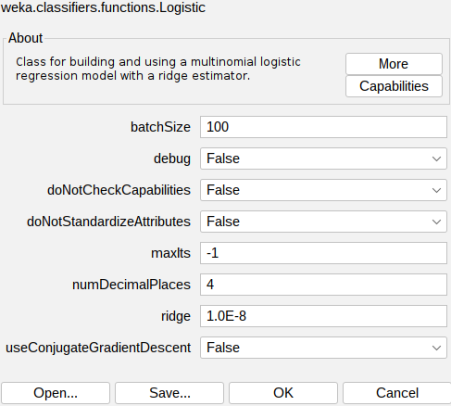 weka.classifiers.functions.Logistic
About
Class for building and using a multinomial logistic
regression model with a ridge estimator.
More
Capabilities
batchSize 100
debug False
doNotCheckCapabilities False
doNotStandardizeAttributes False
maxIts -1
numDecimalPlaces 4
ridge 1.0E-8
useConjugateGradientDescent False
Open... Save... OK Cancel